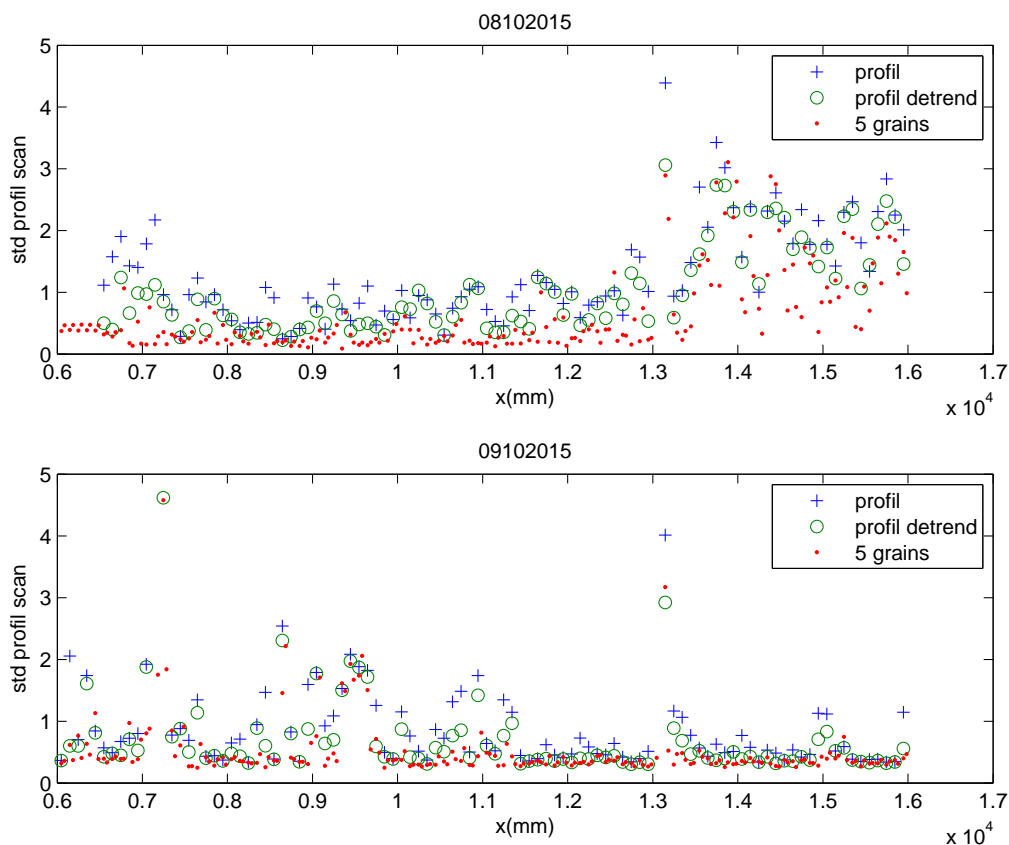 08102015
std profil scan
5
4
3
2
1
0
profil
profil detrend
5 grains
0.6 0.7 0.8 0.9 1 1.1 1.2 1.3 1.4 1.5 1.6 1.7
x(mm)
x 10^4
09102015
std profil scan
5
4
3
2
1
0
profil
profil detrend
5 grains
0.6 0.7 0.8 0.9 1 1.1 1.2 1.3 1.4 1.5 1.6 1.7
x(mm)
x 10^4